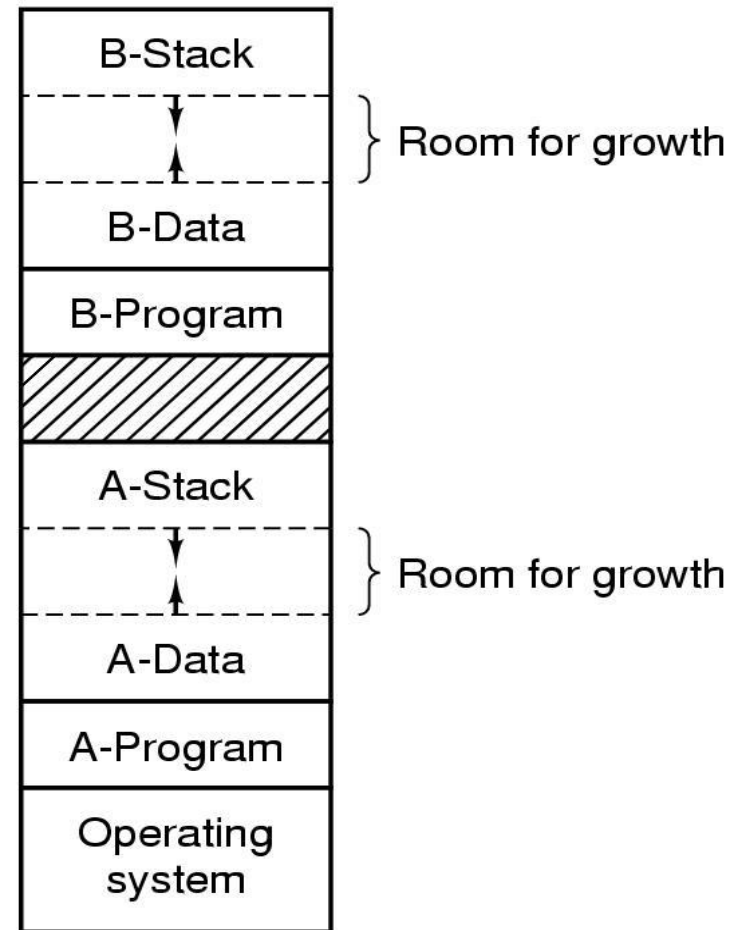 B-Stack
Room for growth
B-Data
B-Program
A-Stack
Room for growth
A-Data
A-Program
Operating
system